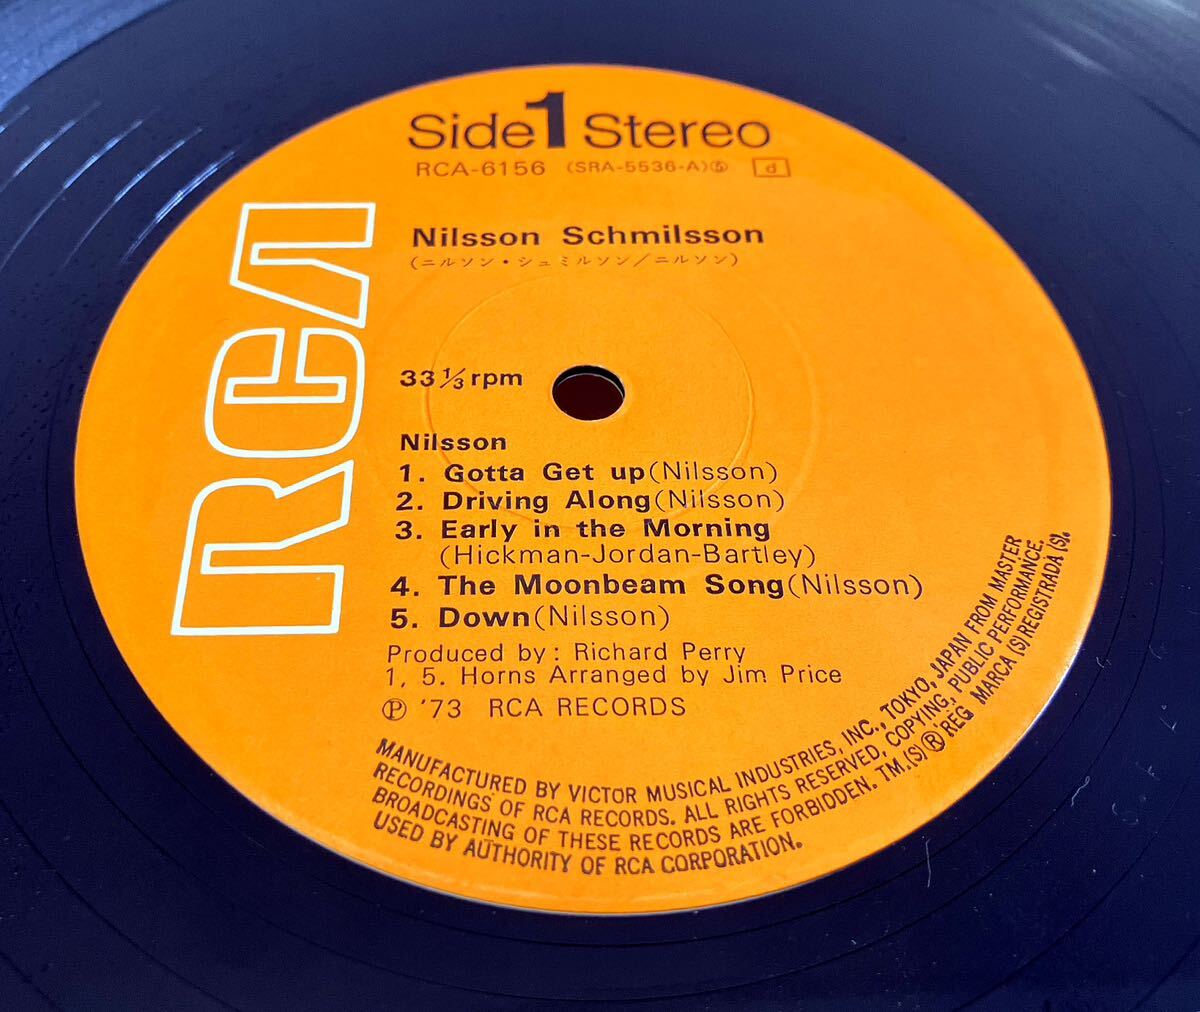 Side 1 Stereo
RCA-6156 (SRA-5536-A)⑤ d
Nilsson Schmilsson
(ニルソン・シュミルソン/ニルソン)
RCA
33 1/3 rpm
Nilsson
1. Gotta Get up(Nilsson)
2. Driving Along(Nilsson)
3. Early in the Morning
(Hickman-Jordan-Bartley)
4. The Moonbeam Song(Nilsson)
5. Down(Nilsson)
Produced by: Richard Perry
1, 5. Horns Arranged by Jim Price
Ⓟ '73 RCA RECORDS
MANUFACTURED BY VICTOR MUSICAL INDUSTRIES, INC., TOKYO, JAPAN FROM MASTER
RECORDINGS OF RCA RECORDS. ALL RIGHTS RESERVED, COPYING, PUBLIC PERFORMANCE.
BROADCASTING OF THESE RECORDS ARE FORBIDDEN. TM.(S)® REG MARCA (S) REGISTRADA (S).
USED BY AUTHORITY OF RCA CORPORATION.